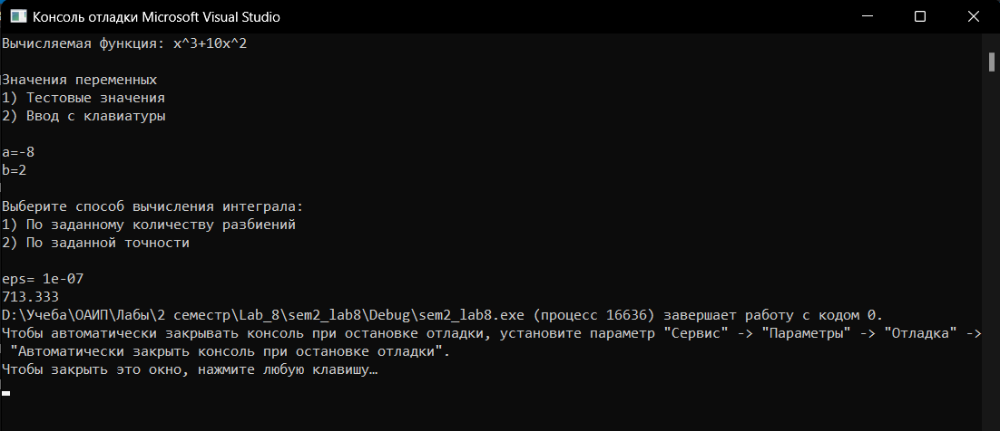 Консоль отладки Microsoft Visual Studio
Вычисляемая функция: x^3+10x^2
Значения переменных
1) Тестовые значения
2) Ввод с клавиатуры
a=-8
b=2
Выберите способ вычисления интеграла:
1) По заданному количеству разбиений
2) По заданной точности
eps= 1e-07
713.333
D:\Учеба\ОАИП\Лабы\2 семестр\Lab_8\sem2_lab8\Debug\sem2_lab8.exe (процесс 16636) завершает работу с кодом 0.
Чтобы автоматически закрывать консоль при остановке отладки, установите параметр "Сервис" -> "Параметры" -> "Отладка" ->
"Автоматически закрыть консоль при остановке отладки".
Чтобы закрыть это окно, нажмите любую клавишу…